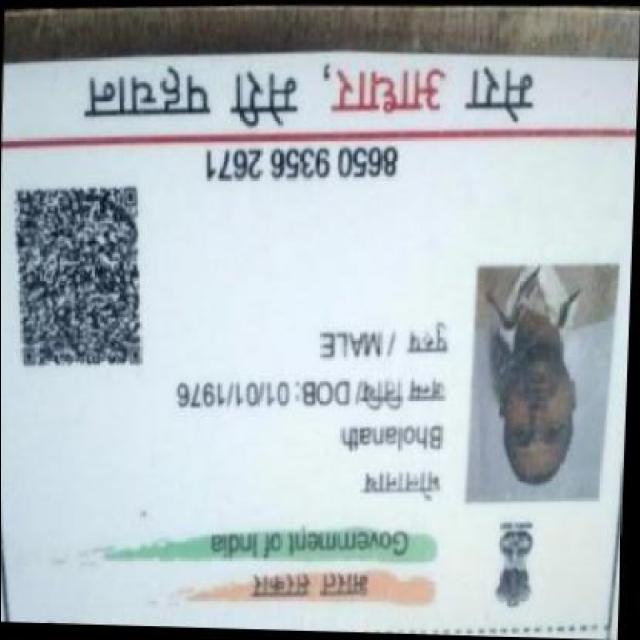 भारत सरकार
Government of India
भोलानाथ
Bholanath
जन्म तिथि/ DOB: 01/01/1976
पुरुष / MALE
8650 9356 2671
मेरा आधार, मेरी पहचान